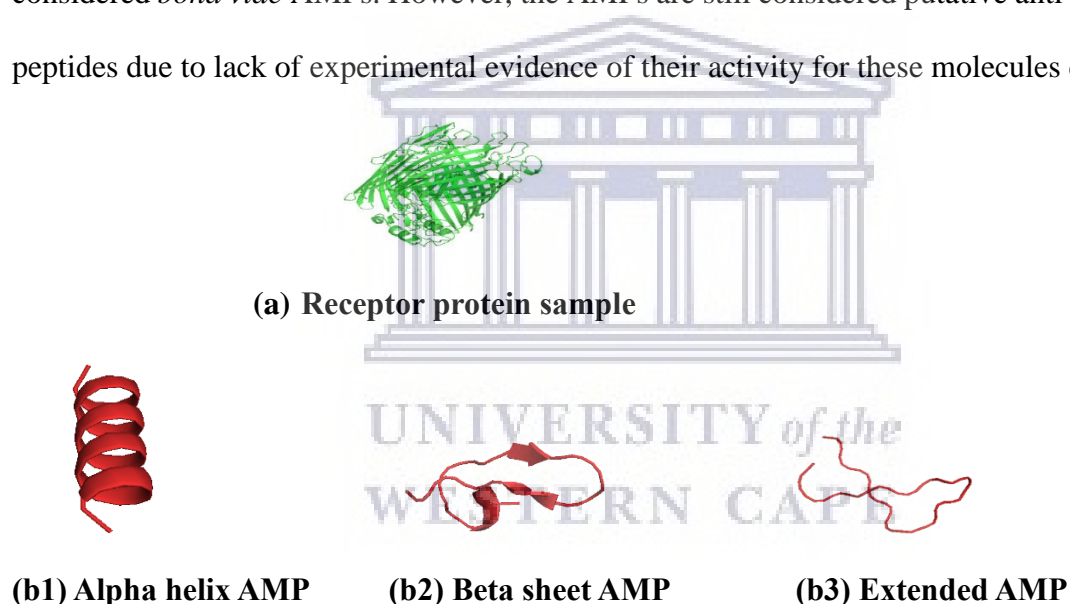 considered bona vide AMPs. However, the AMPs are still considered putative anti
peptides due to lack of experimental evidence of their activity for these molecules
(a) Receptor protein sample
UNIVERSITY of the
WESTERN CAPE
(b1) Alpha helix AMP (b2) Beta sheet AMP (b3) Extended AMP